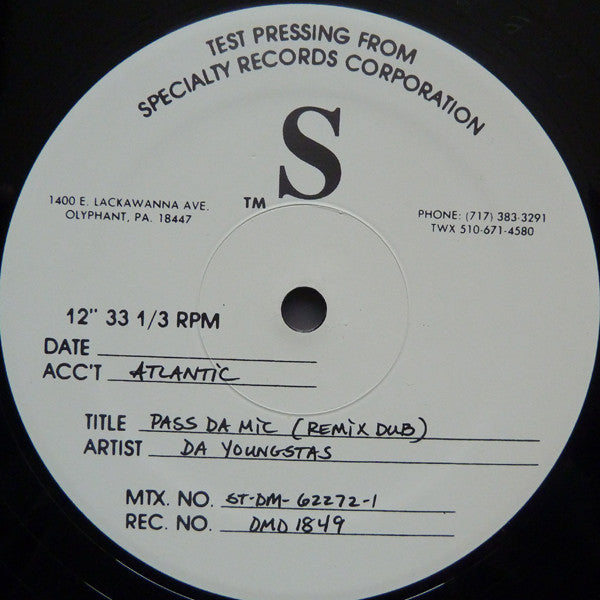 TEST PRESSING FROM
SPECIALTY RECORDS CORPORATION
S
TM
1400 E. LACKAWANNA AVE.
OLYPHANT, PA. 18447
PHONE: (717) 383-3291
TWX 510-671-4580
12" 33 1/3 RPM
DATE
ACC'T ATLANTIC
TITLE PASS DA MIC (REMIX DUB)
ARTIST DA YOUNGSTAS
MTX. NO. ST-DM-62272-1
REC. NO. DMD 1849